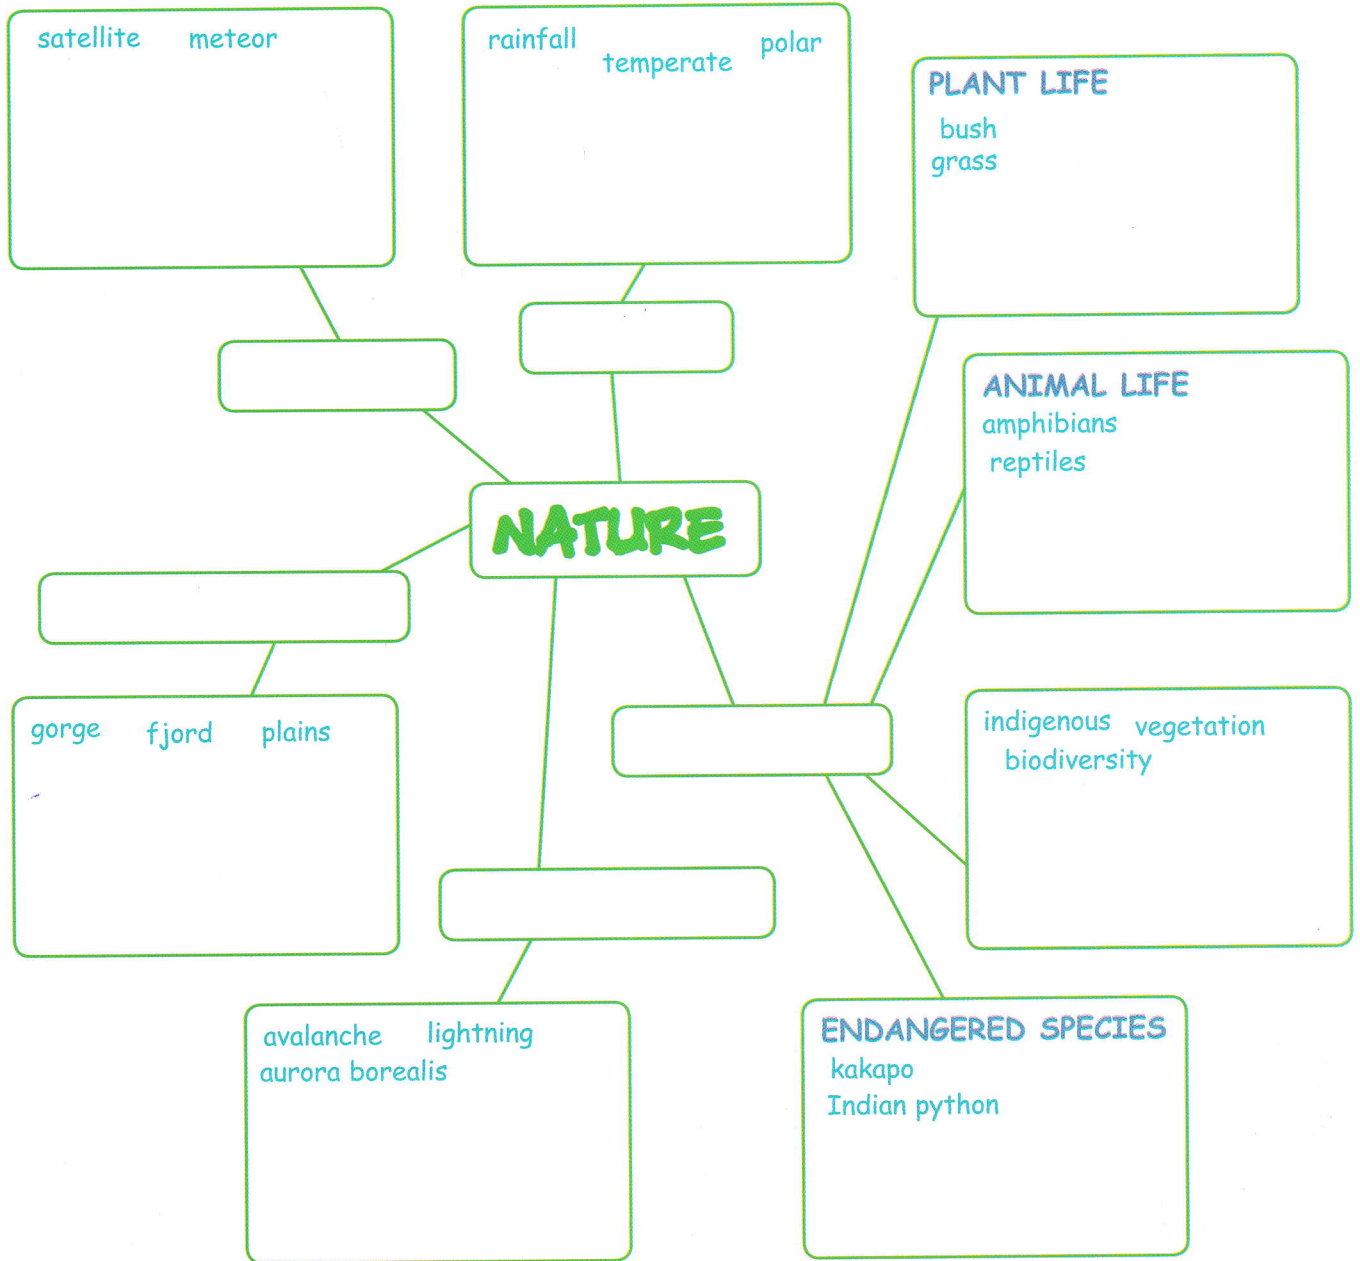 satellite meteor
rainfall temperate polar
PLANT LIFE
bush
grass
ANIMAL LIFE
amphibians
reptiles
NATURE
gorge fjord plains
indigenous vegetation
biodiversity
avalanche lightning
aurora borealis
ENDANGERED SPECIES
kakapo
Indian python